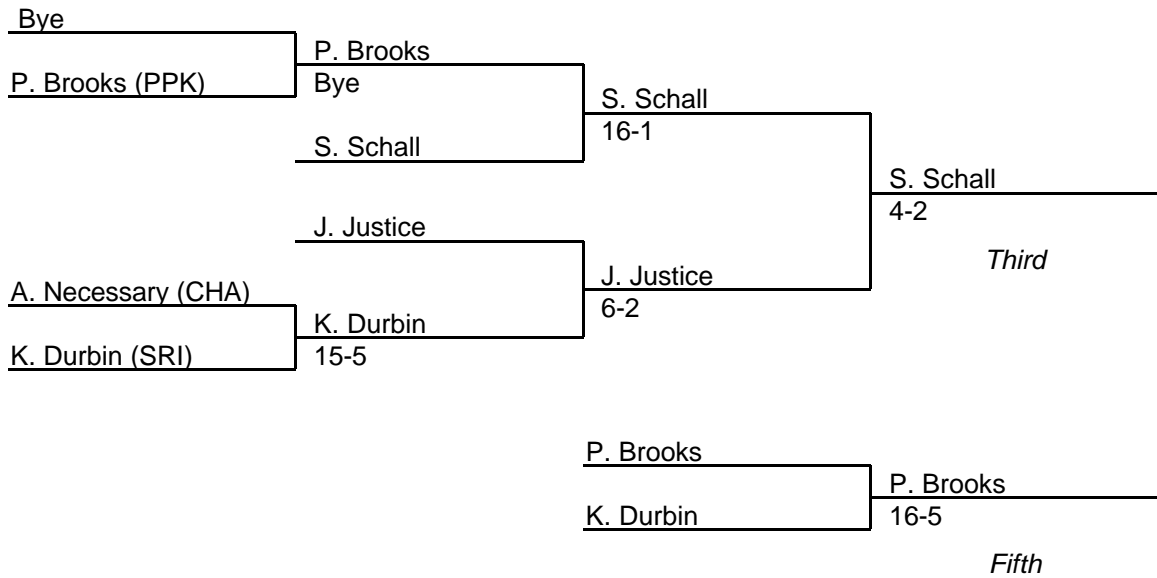 Bye
P. Brooks (PPK)
P. Brooks
Bye
S. Schall
S. Schall
16-1
J. Justice
A. Necessary (CHA)
K. Durbin (SRI)
K. Durbin
15-5
J. Justice
6-2
S. Schall
4-2
Third
P. Brooks
K. Durbin
P. Brooks
16-5
Fifth